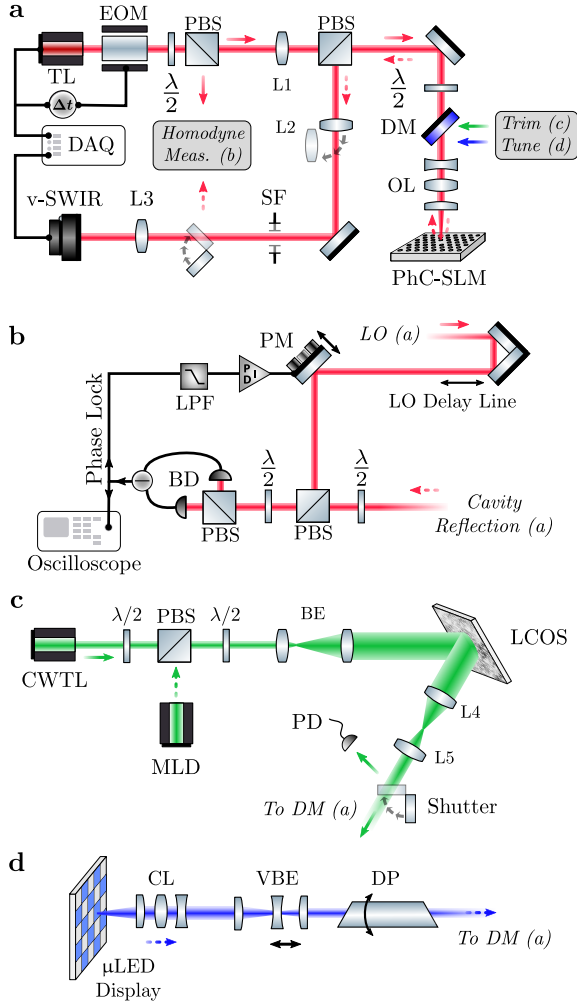 a
EOM
PBS
PBS
TL
λ/2
L1
λ/2
Δt
L2
DM
Trim (c)
Tune (d)
Homodyne
Meas. (b)
DAQ
v-SWIR
L3
SF
OL
PhC-SLM
b
PM
LO (a)
PID
LPF
LO Delay Line
Phase Lock
BD
λ/2
λ/2
PBS
PBS
Cavity
Reflection (a)
Oscilloscope
c
λ/2
PBS
λ/2
BE
LCOS
CWTL
L4
PD
L5
MLD
To DM (a)
Shutter
d
CL
VBE
DP
To DM (a)
μLED
Display